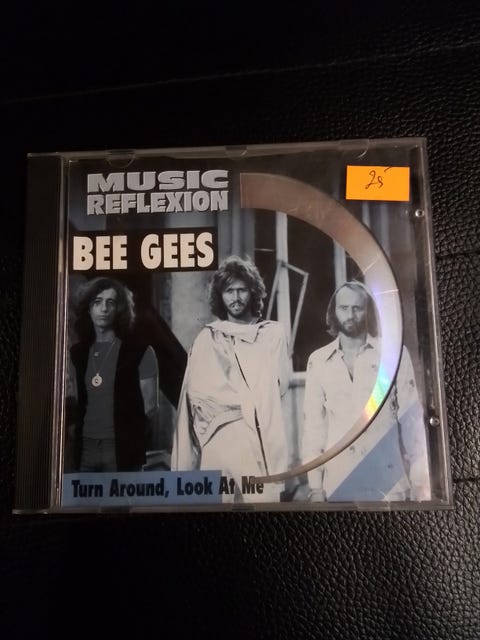 MUSIC
REFLEXION
25
BEE GEES
Turn Around, Look At Me